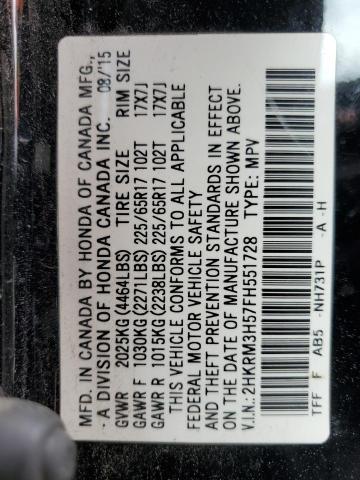 MFD. IN CANADA BY HONDA OF CANADA MFG.,
- A DIVISION OF HONDA CANADA INC. 08/15
GVWR 2025KG(4464LBS) TIRE SIZE RIM SIZE
GAWR F 1030KG(2271LBS) 225/65R17 102T 17X7J
GAWR R 1015KG(2238LBS) 225/65R17 102T 17X7J
THIS VEHICLE CONFORMS TO ALL APPLICABLE
FEDERAL MOTOR VEHICLE SAFETY
AND THEFT PREVENTION STANDARDS IN EFFECT
ON THE DATE OF MANUFACTURE SHOWN ABOVE.
V.I.N.: 2HKRM3H57FH551728 TYPE: MPV
TFF F AB5 -NH731P -A -H